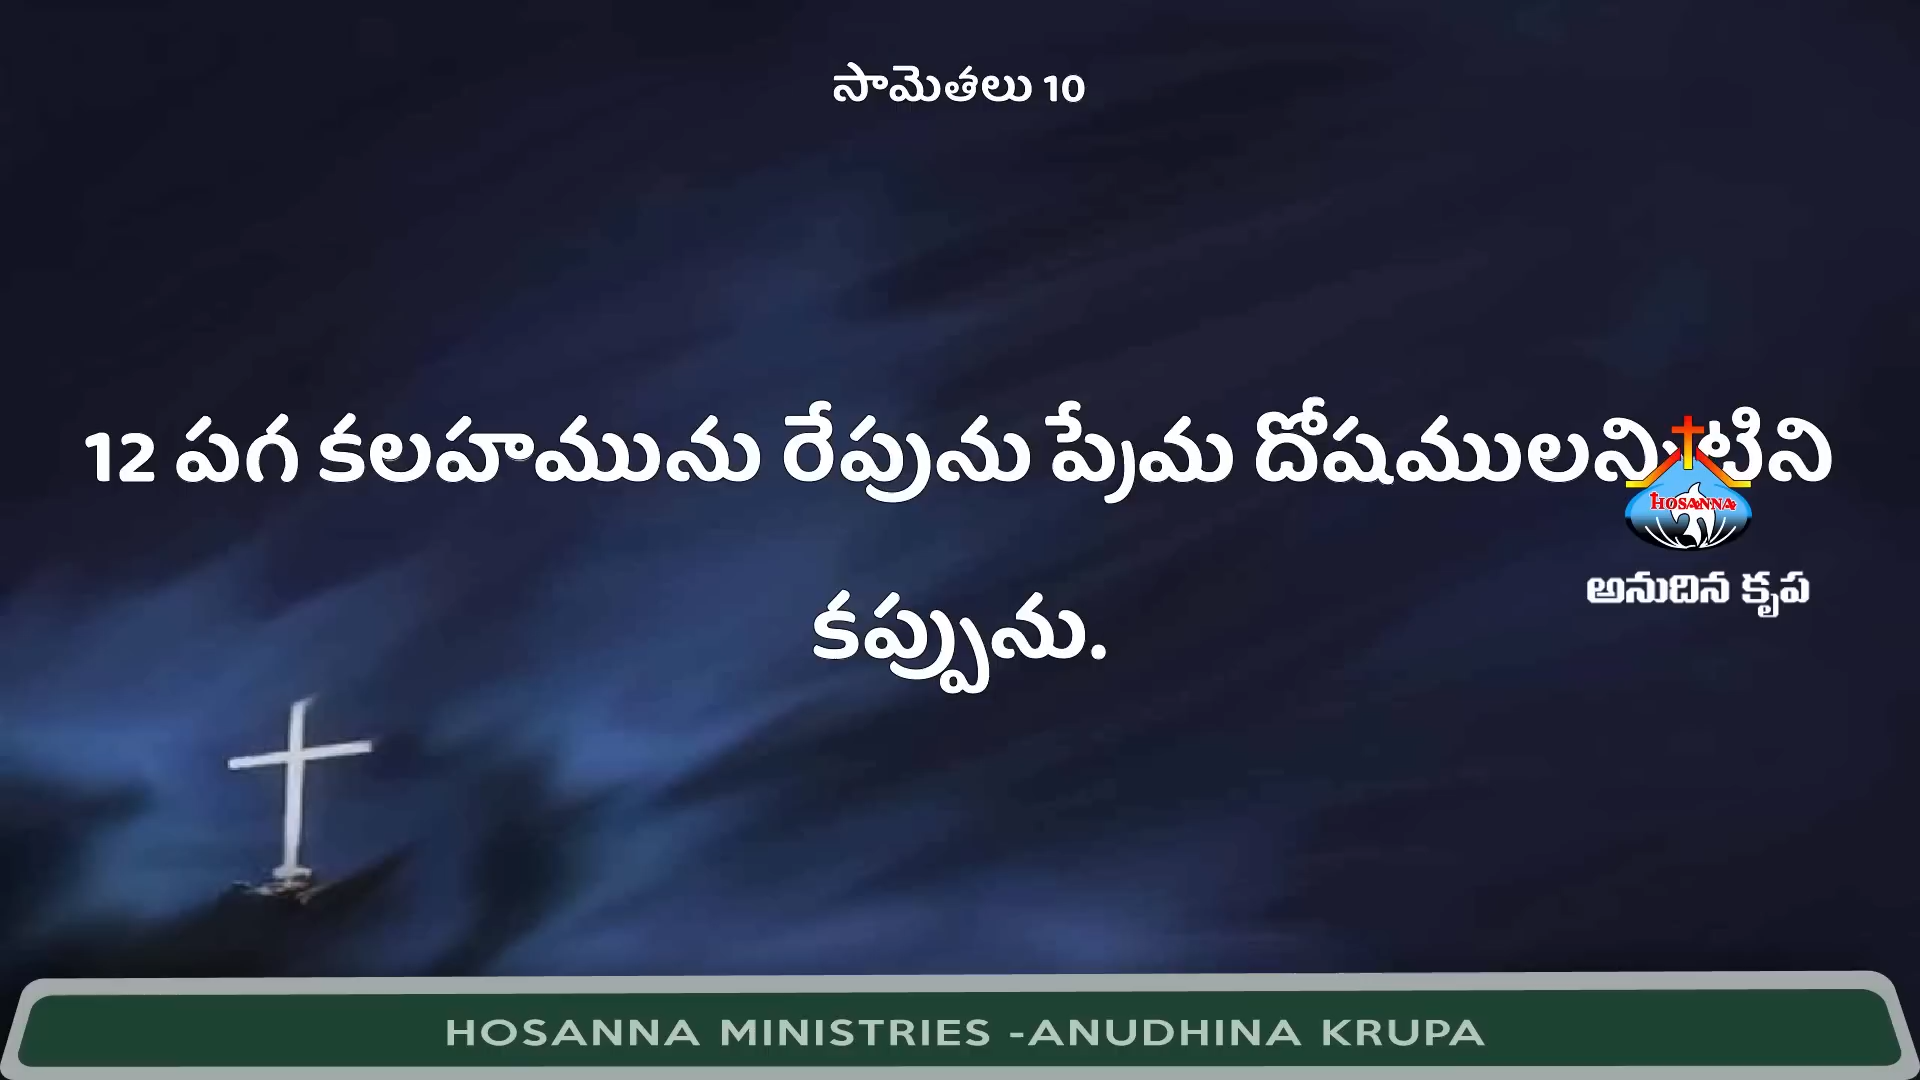 సామెతలు 10
12 పగ కలహమును రేపును ప్రేమ దోషములన్నిటిని
కప్పును.
HOSANNA
అనుదిన కృప
HOSANNA MINISTRIES -ANUDHINA KRUPA